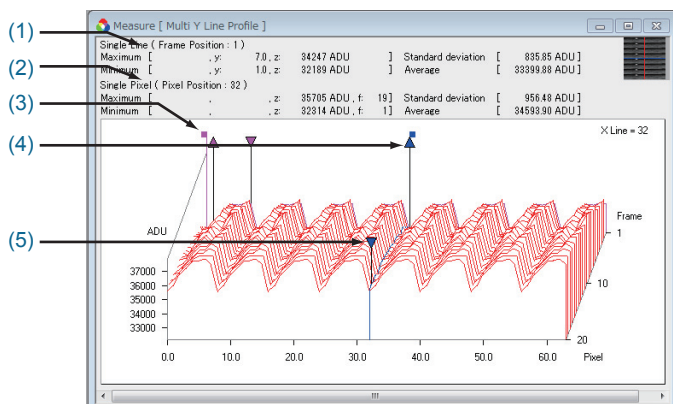 Measure [ Multi Y Line Profile ]
(1)
Single Line ( Frame Position : 1 )
Maximum [ , y: 7.0, z: 34247 ADU ] Standard deviation [ 835.85 ADU ]
Minimum [ , y: 1.0, z: 32189 ADU ] Average [ 33399.88 ADU ]
(2)
Single Pixel ( Pixel Position : 32 )
Maximum [ , , z: 35705 ADU , f: 19 ] Standard deviation [ 956.48 ADU ]
Minimum [ , , z: 32314 ADU , f: 1 ] Average [ 34593.90 ADU ]
(3)
X Line = 32
(4)
Frame
ADU
1
(5)
37000
36000
35000
34000
33000
10
20
0.0 10.0 20.0 30.0 40.0 50.0 60.0 Pixel